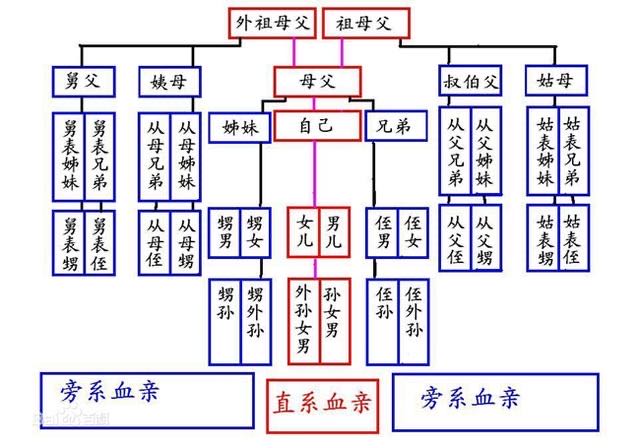 外祖母父
祖母父
舅父
姨母
母父
叔伯父
姑母
姊妹
自己
兄弟
舅表姊妹
舅表兄弟
从母兄弟
从母姊妹
从父兄弟
从父姊妹
姑表姊妹
姑表兄弟
舅表甥
舅表侄
从母侄
从母甥
甥男
甥女
女儿
男儿
侄男
侄女
从父侄
从父甥
姑表甥
姑表侄
甥孙
甥外孙
外孙女男
孙女男
侄孙
侄外孙
旁系血亲
直系血亲
旁系血亲
Bai百科